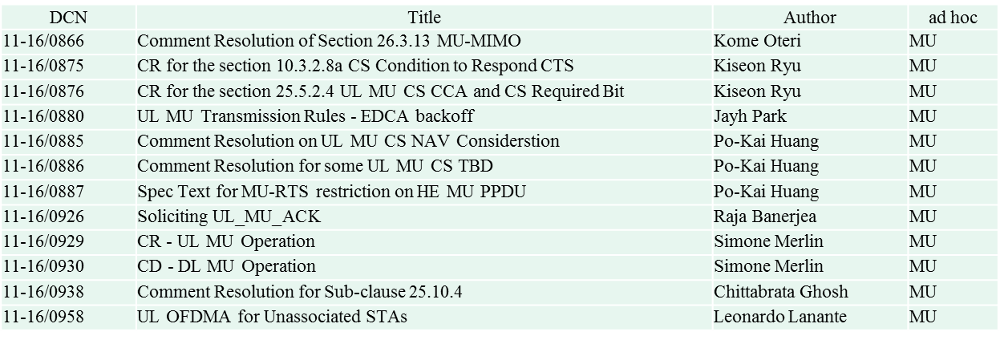 DCN Title Author ad hoc
11-16/0866 Comment Resolution of Section 26.3.13 MU-MIMO Kome Oteri MU
11-16/0875 CR for the section 10.3.2.8a CS Condition to Respond CTS Kiseon Ryu MU
11-16/0876 CR for the section 25.5.2.4 UL MU CS CCA and CS Required Bit Kiseon Ryu MU
11-16/0880 UL MU Transmission Rules - EDCA backoff Jayh Park MU
11-16/0885 Comment Resolution on UL MU CS NAV Considerstion Po-Kai Huang MU
11-16/0886 Comment Resolution for some UL MU CS TBD Po-Kai Huang MU
11-16/0887 Spec Text for MU-RTS restriction on HE MU PPDU Po-Kai Huang MU
11-16/0926 Soliciting UL_MU_ACK Raja Banerjea MU
11-16/0929 CR - UL MU Operation Simone Merlin MU
11-16/0930 CD - DL MU Operation Simone Merlin MU
11-16/0938 Comment Resolution for Sub-clause 25.10.4 Chittabrata Ghosh MU
11-16/0958 UL OFDMA for Unassociated STAs Leonardo Lanante MU